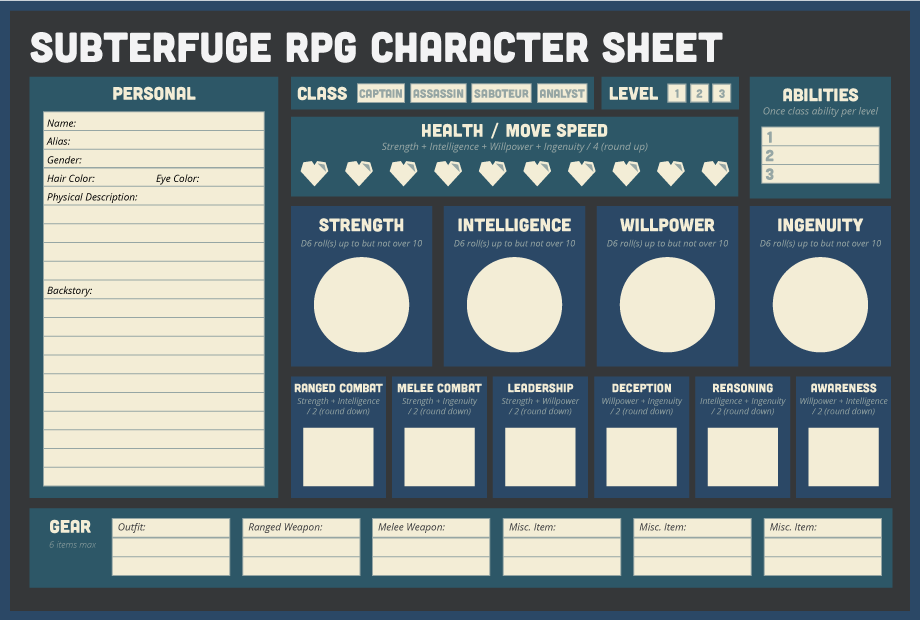 SUBTERFUGE RPG CHARACTER SHEET
PERSONAL
Name:
Alias:
Gender:
Hair Color: Eye Color:
Physical Description:
Backstory:
CLASS CAPTAIN ASSASSIN SABOTEUR ANALYST
LEVEL 1 2 3
HEALTH / MOVE SPEED
Strength + Intelligence + Willpower + Ingenuity / 4 (round up)
ABILITIES
Once class ability per level
1
2
3
STRENGTH
D6 roll(s) up to but not over 10
INTELLIGENCE
D6 roll(s) up to but not over 10
WILLPOWER
D6 roll(s) up to but not over 10
INGENUITY
D6 roll(s) up to but not over 10
RANGED COMBAT
Strength + Intelligence
/ 2 (round down)
MELEE COMBAT
Strength + Ingenuity
/ 2 (round down)
LEADERSHIP
Strength + Willpower
/ 2 (round down)
DECEPTION
Willpower + Ingenuity
/ 2 (round down)
REASONING
Intelligence + Ingenuity
/ 2 (round down)
AWARENESS
Willpower + Intelligence
/ 2 (round down)
GEAR
6 items max
Outfit:
Ranged Weapon:
Melee Weapon:
Misc. Item:
Misc. Item:
Misc. Item: